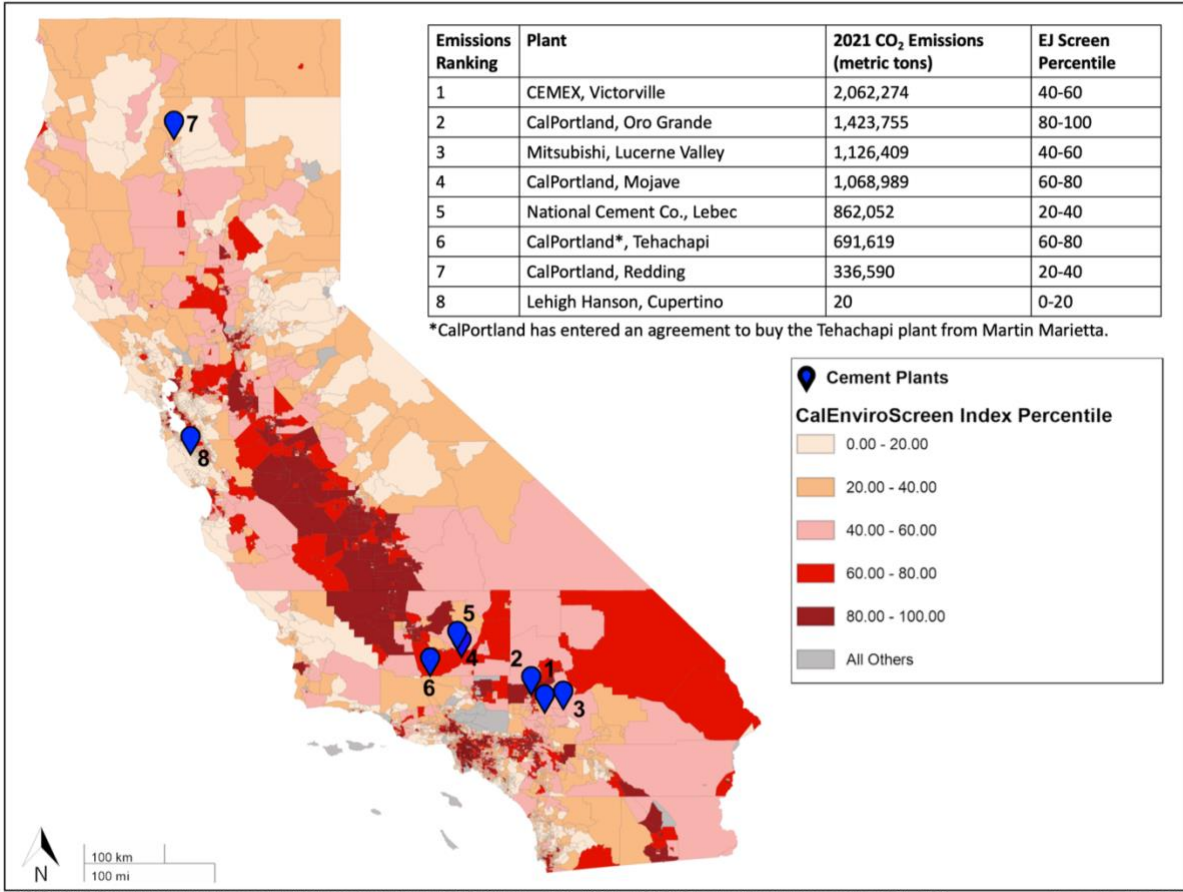 Emissions Ranking Plant 2021 CO₂ Emissions (metric tons) EJ Screen Percentile
1 CEMEX, Victorville 2,062,274 40-60
2 CalPortland, Oro Grande 1,423,755 80-100
3 Mitsubishi, Lucerne Valley 1,126,409 40-60
4 CalPortland, Mojave 1,068,989 60-80
5 National Cement Co., Lebec 862,052 20-40
6 CalPortland*, Tehachapi 691,619 60-80
7 CalPortland, Redding 336,590 20-40
8 Lehigh Hanson, Cupertino 20 0-20
*CalPortland has entered an agreement to buy the Tehachapi plant from Martin Marietta.
Cement Plants
CalEnviroScreen Index Percentile
0.00 - 20.00
20.00 - 40.00
40.00 - 60.00
60.00 - 80.00
80.00 - 100.00
All Others
7
8
5
4
6
2
1
3
N
100 km
100 mi